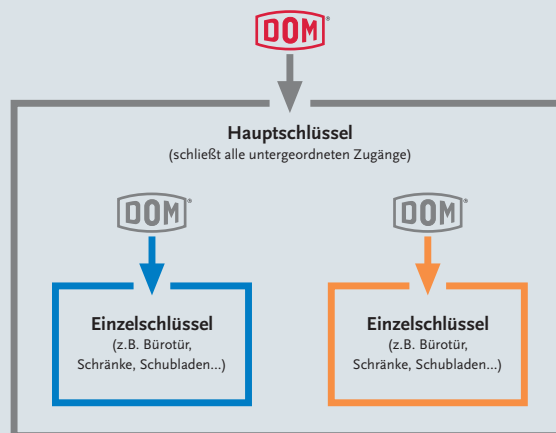 DOM®
Hauptschlüssel
(schließt alle untergeordneten Zugänge)
DOM®
DOM®
Einzelschlüssel
(z.B. Bürotür,
Schränke, Schubladen...)
Einzelschlüssel
(z.B. Bürotür,
Schränke, Schubladen...)